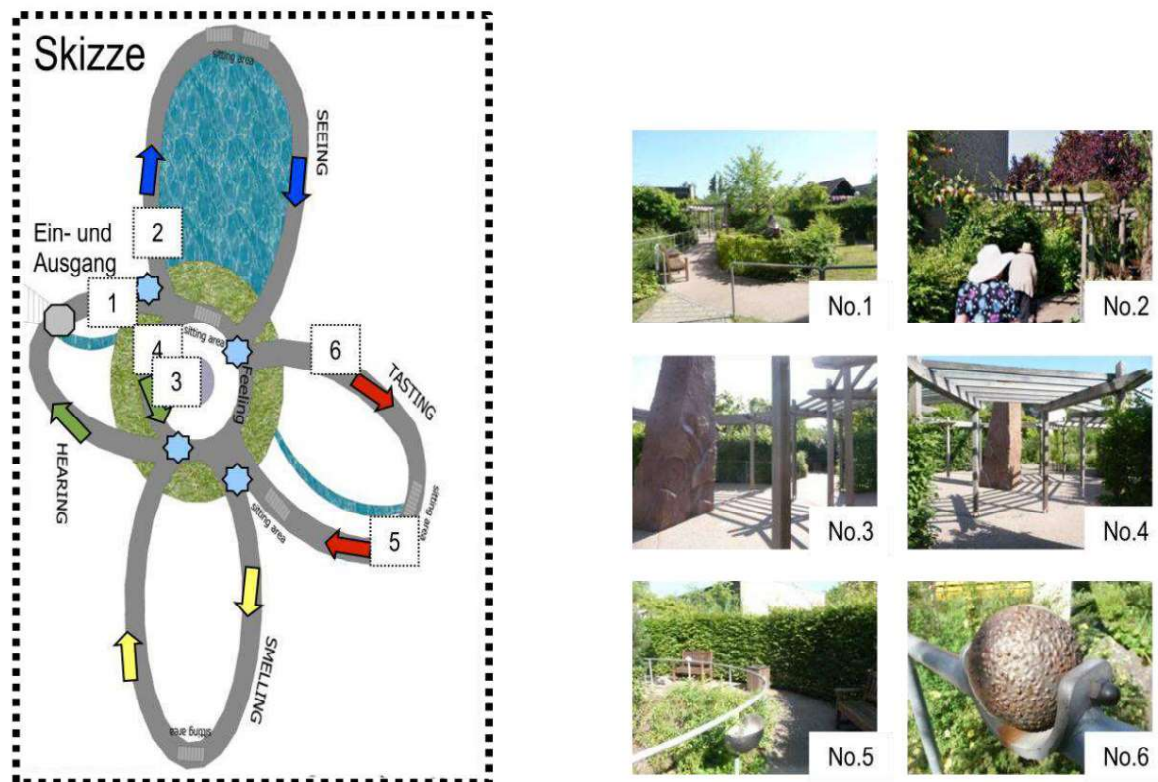 Skizze
sitting area
SEEING
2
Ein- und
Ausgang
1
sitting area
4
6
3
Feeling
TASTING
HEARING
sitting area
sitting area
5
SMELLING
sitting area
No.1
No.2
No.3
No.4
No.5
No.6